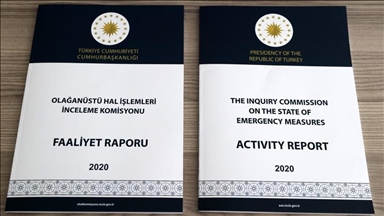 TÜRKİYE CUMHURİYETİ
CUMHURBAŞKANLIĞI
OLAĞANÜSTÜ HAL İŞLEMLERİ
İNCELEME KOMİSYONU
FAALİYET RAPORU
2020
PRESIDENCY OF THE
REPUBLIC OF TURKEY
THE INQUIRY COMMISSION
ON THE STATE OF
EMERGENCY MEASURES
ACTIVITY REPORT
2020